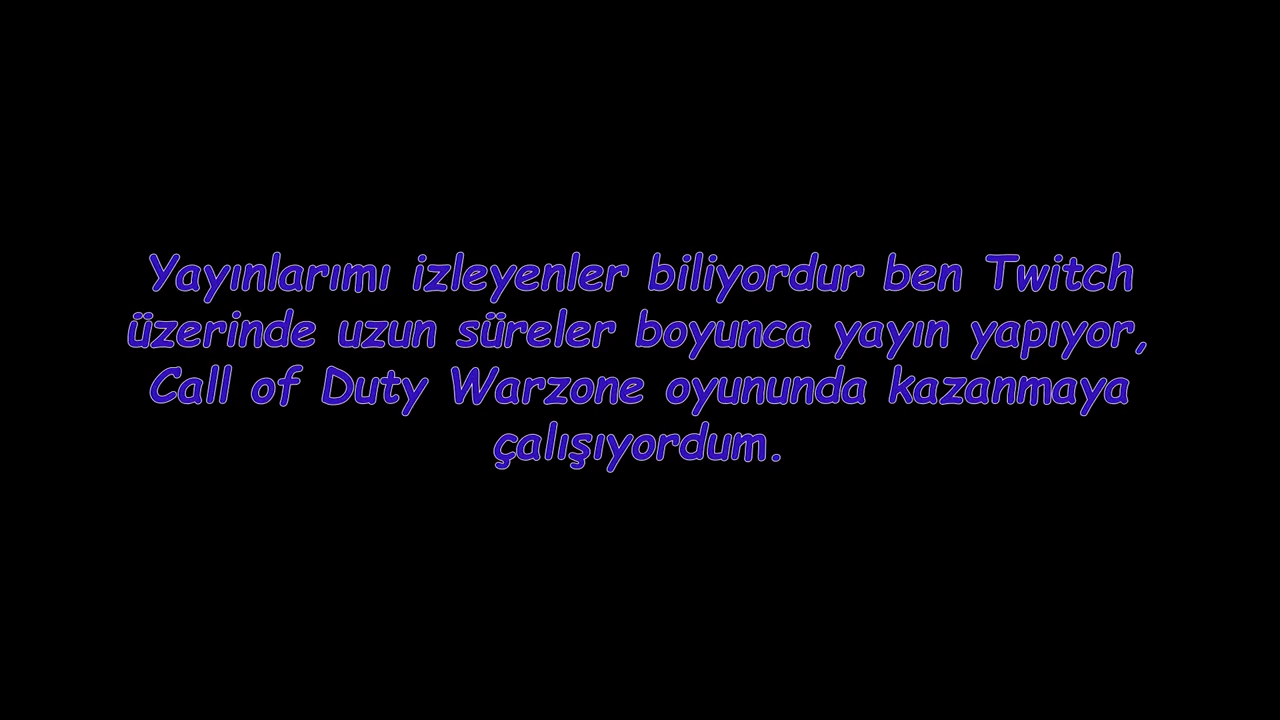 Yayınlarımı izleyenler biliyordur ben Twitch
üzerinde uzun süreler boyunca yayın yapıyor,
Call of Duty Warzone oyununda kazanmaya
çalışıyordum.